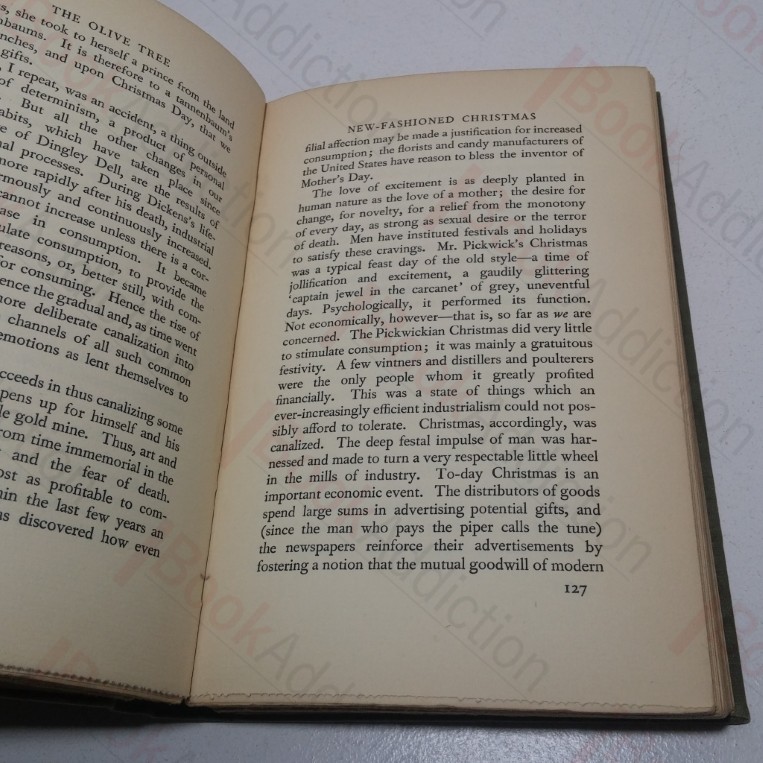 THE OLIVE TREE
s, she took to herself a prince from the land
nbaums. It is therefore to a tannenbaum's
nches, and upon Christmas Day, that we
gifts.
, I repeat, was an accident, a thing outside
of determinism, a product of personal
. But all the other changes in our
abits, which have taken place since
e of Dingley Dell, are the results of
nal processes. During Dickens's life-
more rapidly after his death, industrial
rmously and continuously increased.
cannot increase unless there is a cor-
ase in consumption. It became
ulate consumption, to provide the
reasons, or, better still, with com-
for consuming. Hence the rise of
ence the gradual and, as time went
more deliberate canalization into
channels of all such common
emotions as lent themselves to
cceeds in thus canalizing some
pens up for himself and his
le gold mine. Thus, art and
from time immemorial in the
and the fear of death.
ost as profitable to com-
hin the last few years an
as discovered how even
NEW-FASHIONED CHRISTMAS
filial affection may be made a justification for increased
consumption; the florists and candy manufacturers of
the United States have reason to bless the inventor of
Mother's Day.
The love of excitement is as deeply planted in
human nature as the love of a mother; the desire for
change, for novelty, for a relief from the monotony
of every day, as strong as sexual desire or the terror
of death. Men have instituted festivals and holidays
to satisfy these cravings. Mr. Pickwick's Christmas
was a typical feast day of the old style—a time of
jollification and excitement, a gaudily glittering
'captain jewel in the carcanet' of grey, uneventful
days. Psychologically, it performed its function.
Not economically, however—that is, so far as we are
concerned. The Pickwickian Christmas did very little
to stimulate consumption; it was mainly a gratuitous
festivity. A few vintners and distillers and poulterers
were the only people whom it greatly profited
financially. This was a state of things which an
ever-increasingly efficient industrialism could not pos-
sibly afford to tolerate. Christmas, accordingly, was
canalized. The deep festal impulse of man was har-
nessed and made to turn a very respectable little wheel
in the mills of industry. To-day Christmas is an
important economic event. The distributors of goods
spend large sums in advertising potential gifts, and
(since the man who pays the piper calls the tune)
the newspapers reinforce their advertisements by
fostering a notion that the mutual goodwill of modern
127
BookAddiction